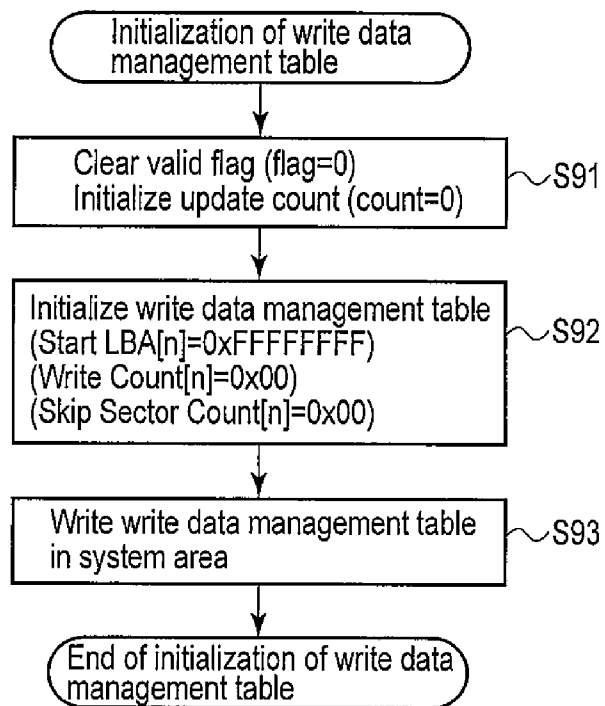 Initialization of write data
management table
Clear valid flag (flag=0)
Initialize update count (count=0)
S91
Initialize write data management table
(Start LBA[n]=0xFFFFFFFF)
(Write Count[n]=0x00)
(Skip Sector Count[n]=0x00)
S92
Write write data management table
in system area
S93
End of initialization of write data
management table